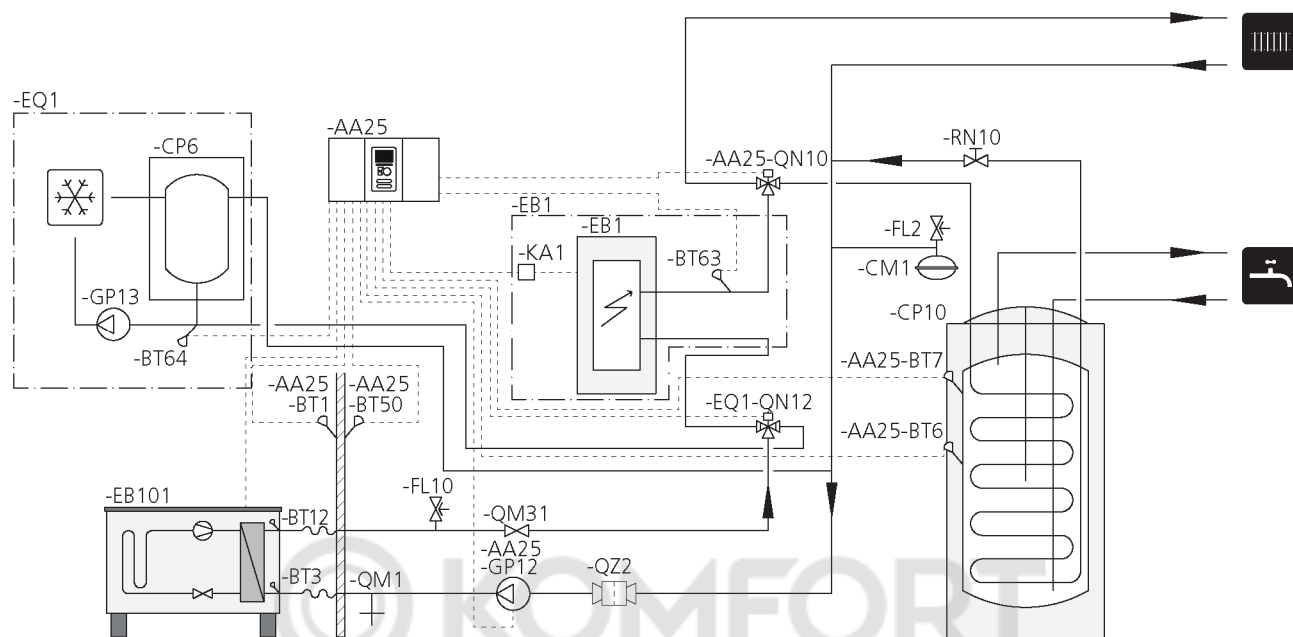 -EQ1
-CP6
-AA25
-RN10
-AA25-QN10
-EB1
-EB1
-FL2
-KA1
-BT63
-CM1
-GP13
-CP10
-BT64
-AA25
-BT1
-AA25
-BT50
-AA25-BT7
-EQ1-QN12
-AA25-BT6
-EB101
-FL10
-BT12
-QM31
-AA25
-GP12
-BT3
-QM1
-QZ2
© KOMFORT